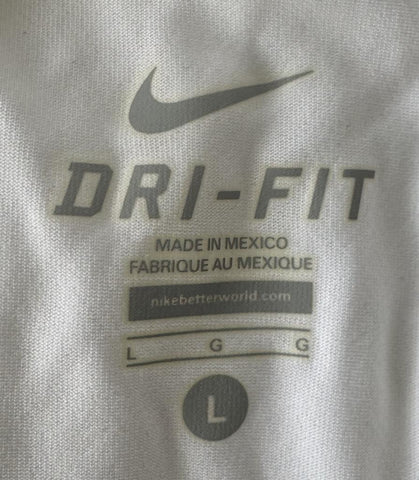 DRI-FIT
MADE IN MEXICO
FABRIQUE AU MEXIQUE
nikebetterworld.com
L G G
L